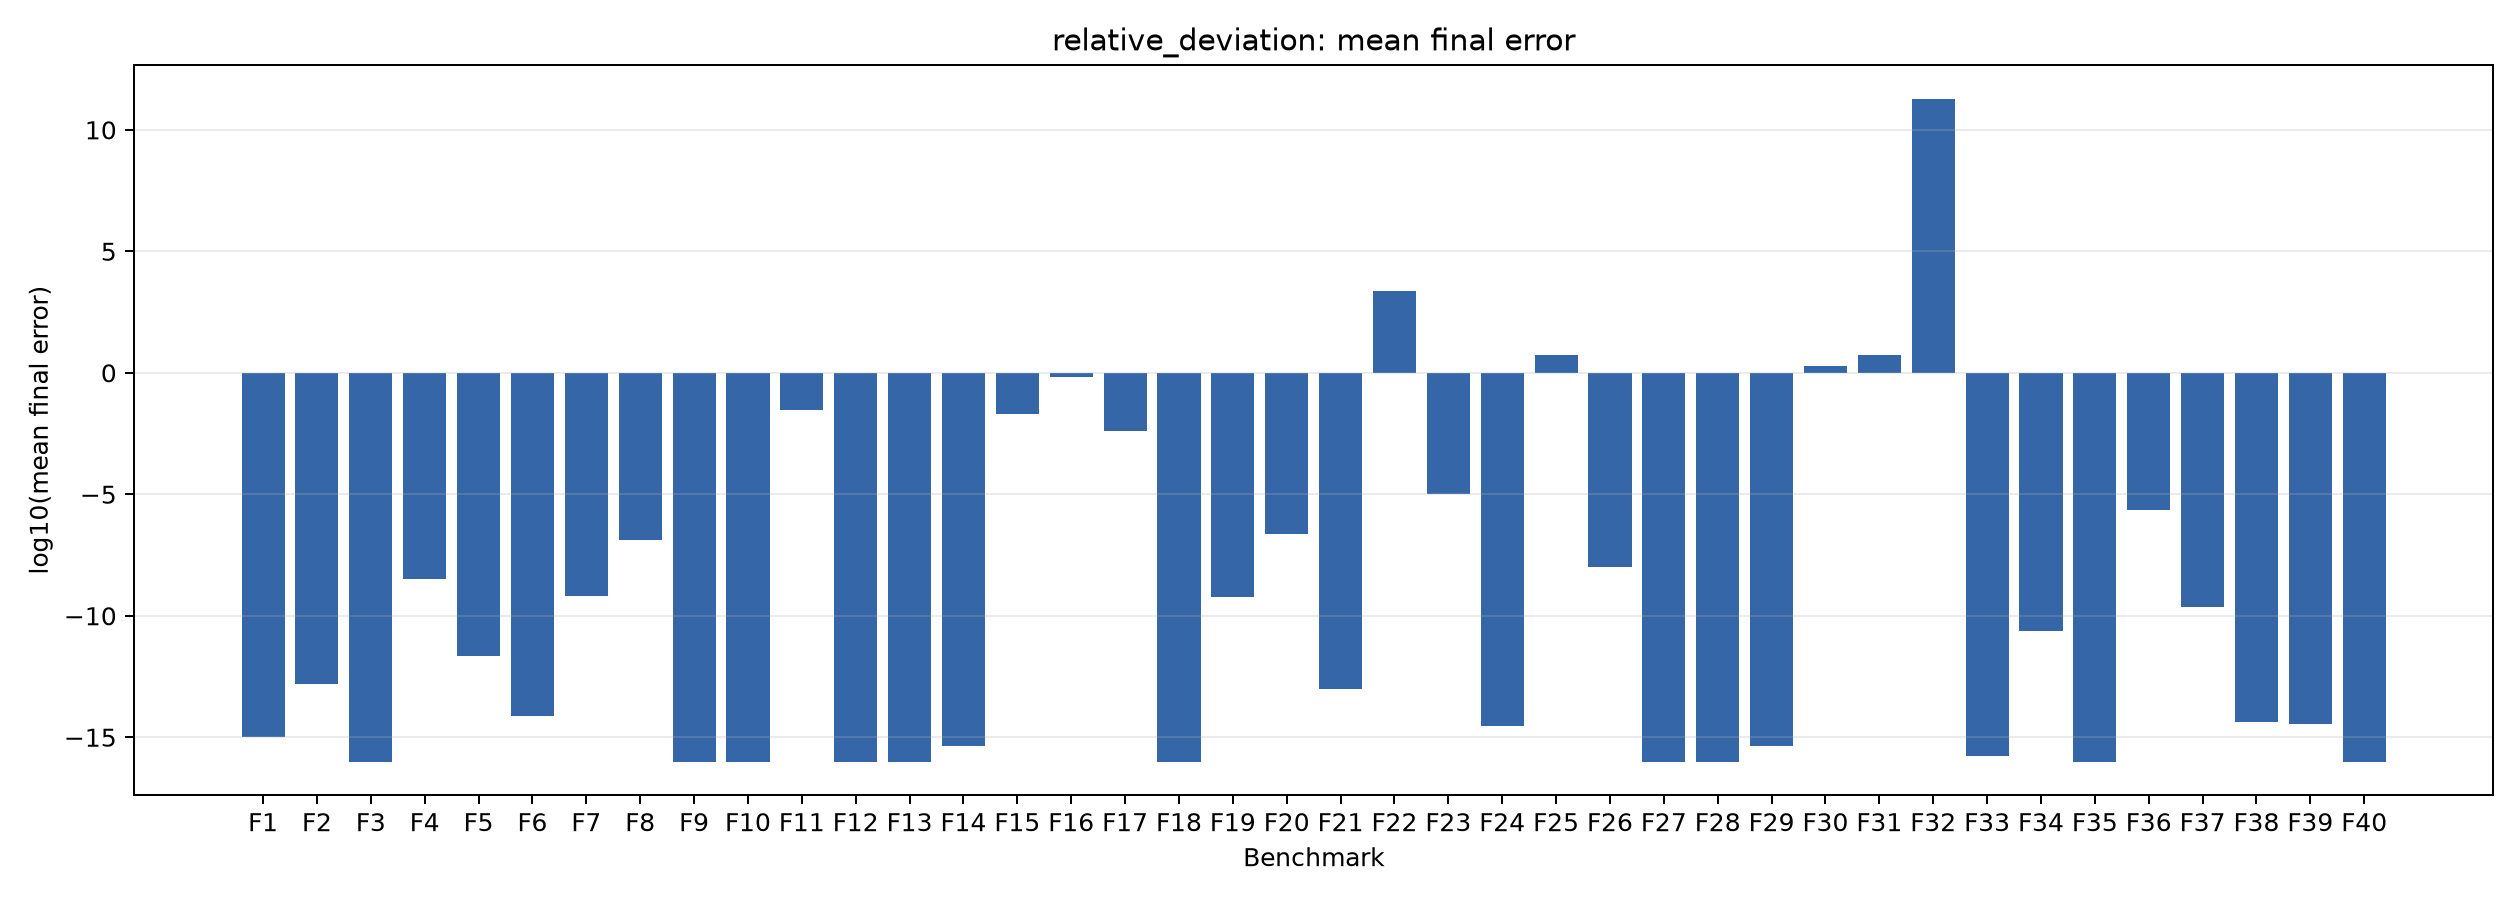 relative_deviation: mean final error
log10(mean final error)
10
5
0
−5
−10
−15
F1 F2 F3 F4 F5 F6 F7 F8 F9 F10 F11 F12 F13 F14 F15 F16 F17 F18 F19 F20 F21 F22 F23 F24 F25 F26 F27 F28 F29 F30 F31 F32 F33 F34 F35 F36 F37 F38 F39 F40
Benchmark